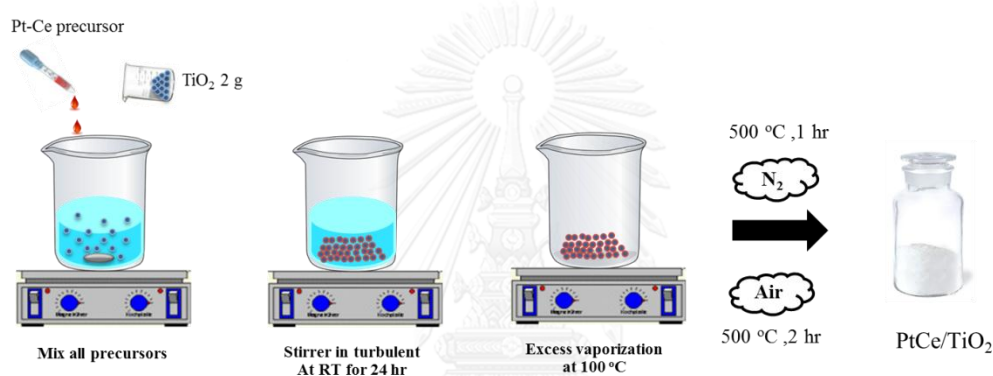 Pt-Ce precursor
TiO₂ 2 g
Mix all precursors
Stirrer in turbulent
At RT for 24 hr
Excess vaporization
at 100 °C
500 °C ,1 hr
N₂
Air
500 °C ,2 hr
PtCe/TiO₂